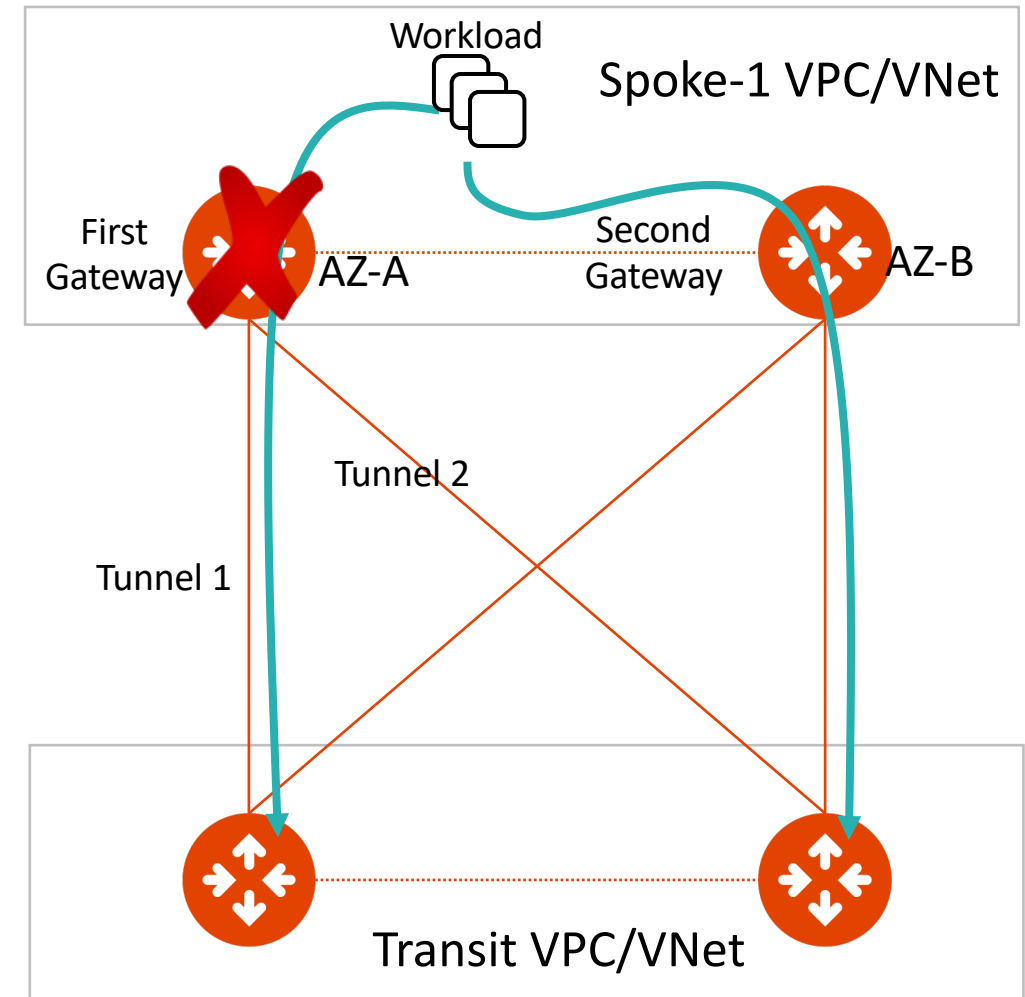 Workload
Spoke-1 VPC/VNet
First
Gateway
AZ-A
Second
Gateway
AZ-B
Tunnel 2
Tunnel 1
Transit VPC/VNet